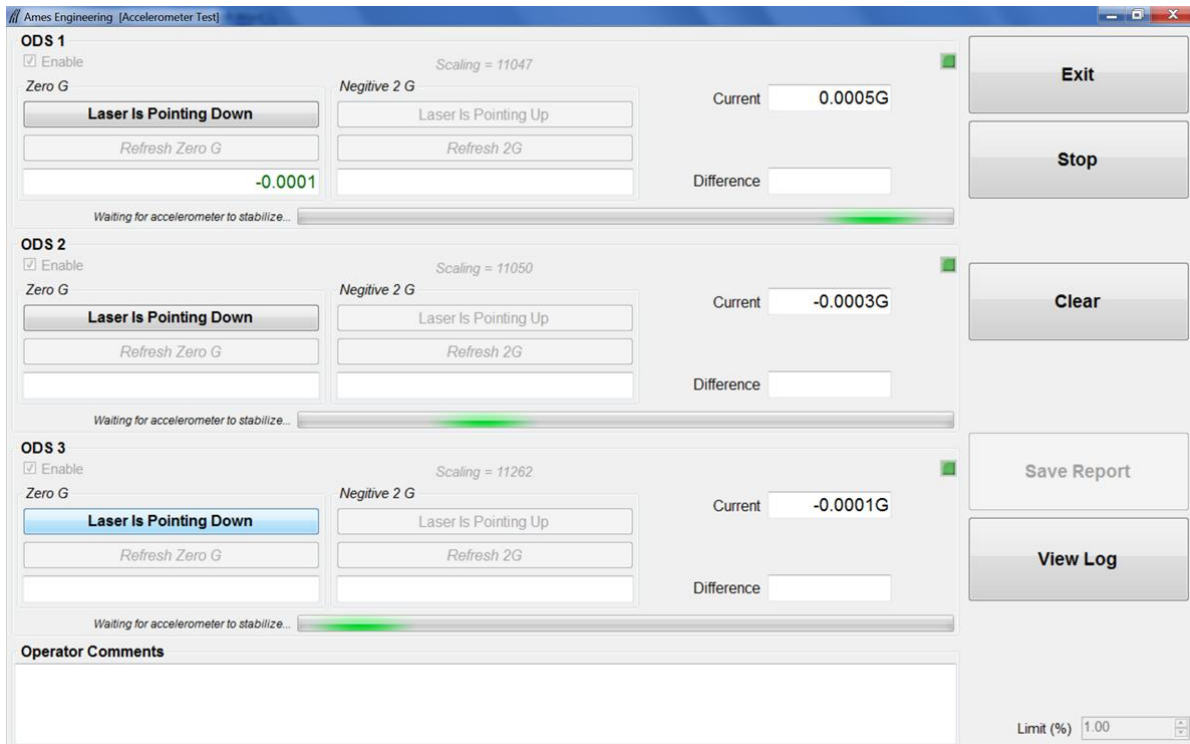 Ames Engineering [Accelerometer Test]
ODS 1
Enable
Scaling = 11047
Zero G
Negitive 2 G
Laser Is Pointing Down
Laser Is Pointing Up
Current 0.0005G
Refresh Zero G
Refresh 2G
-0.0001
Difference
Waiting for accelerometer to stabilize...
ODS 2
Enable
Scaling = 11050
Zero G
Negitive 2 G
Laser Is Pointing Down
Laser Is Pointing Up
Current -0.0003G
Refresh Zero G
Refresh 2G
Difference
Waiting for accelerometer to stabilize...
ODS 3
Enable
Scaling = 11262
Zero G
Negitive 2 G
Laser Is Pointing Down
Laser Is Pointing Up
Current -0.0001G
Refresh Zero G
Refresh 2G
Difference
Waiting for accelerometer to stabilize...
Operator Comments
Exit
Stop
Clear
Save Report
View Log
Limit (%) 1.00